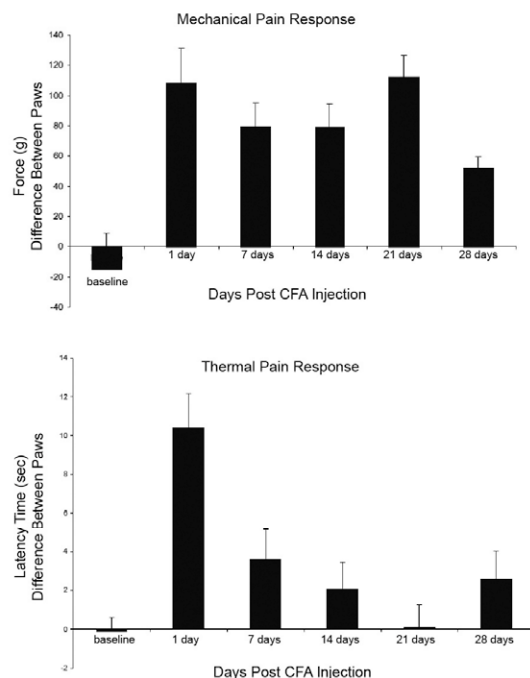 Mechanical Pain Response
Force (g)
Difference Between Paws
140
120
100
80
60
40
20
0
-20
-40
baseline
1 day
7 days
14 days
21 days
28 days
Days Post CFA Injection
Thermal Pain Response
Latency Time (sec)
Difference Between Paws
14
12
10
8
6
4
2
0
-2
baseline
1 day
7 days
14 days
21 days
28 days
Days Post CFA Injection